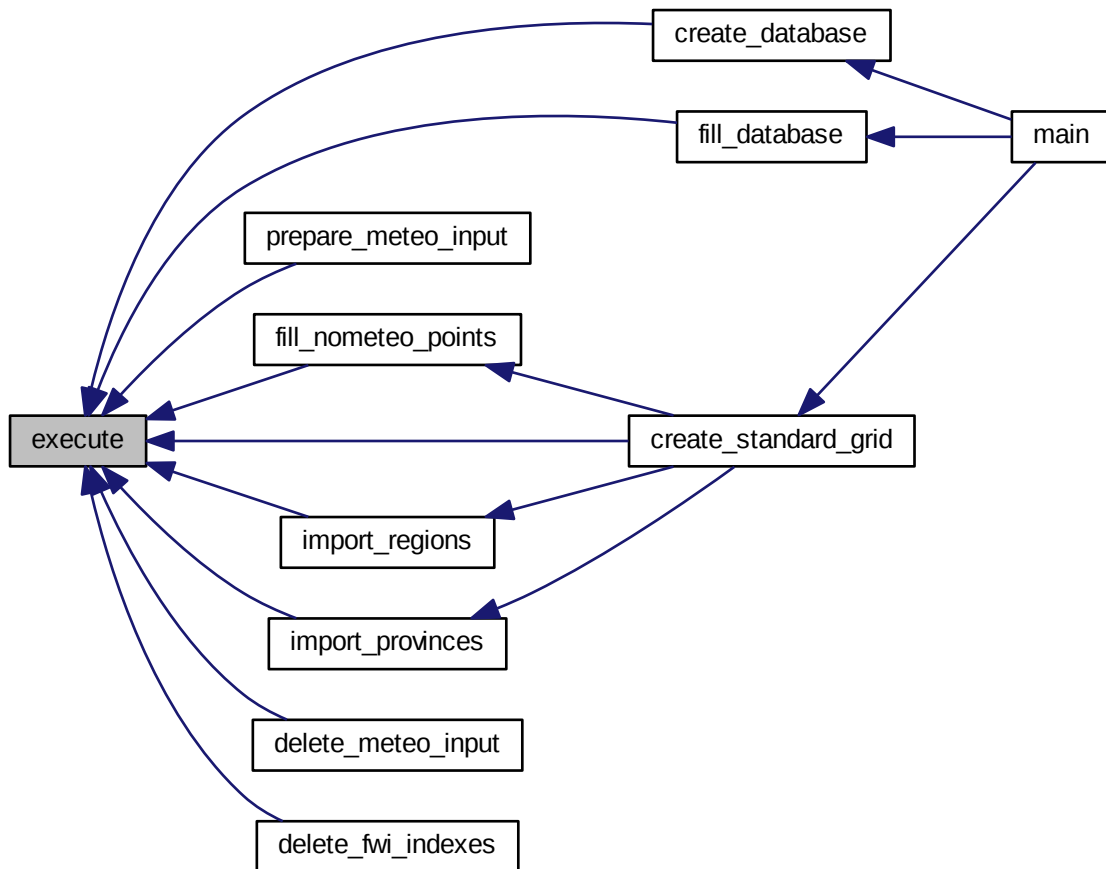 create_database
fill_database
main
prepare_meteo_input
fill_nometeo_points
execute
create_standard_grid
import_regions
import_provinces
delete_meteo_input
delete_fwi_indexes